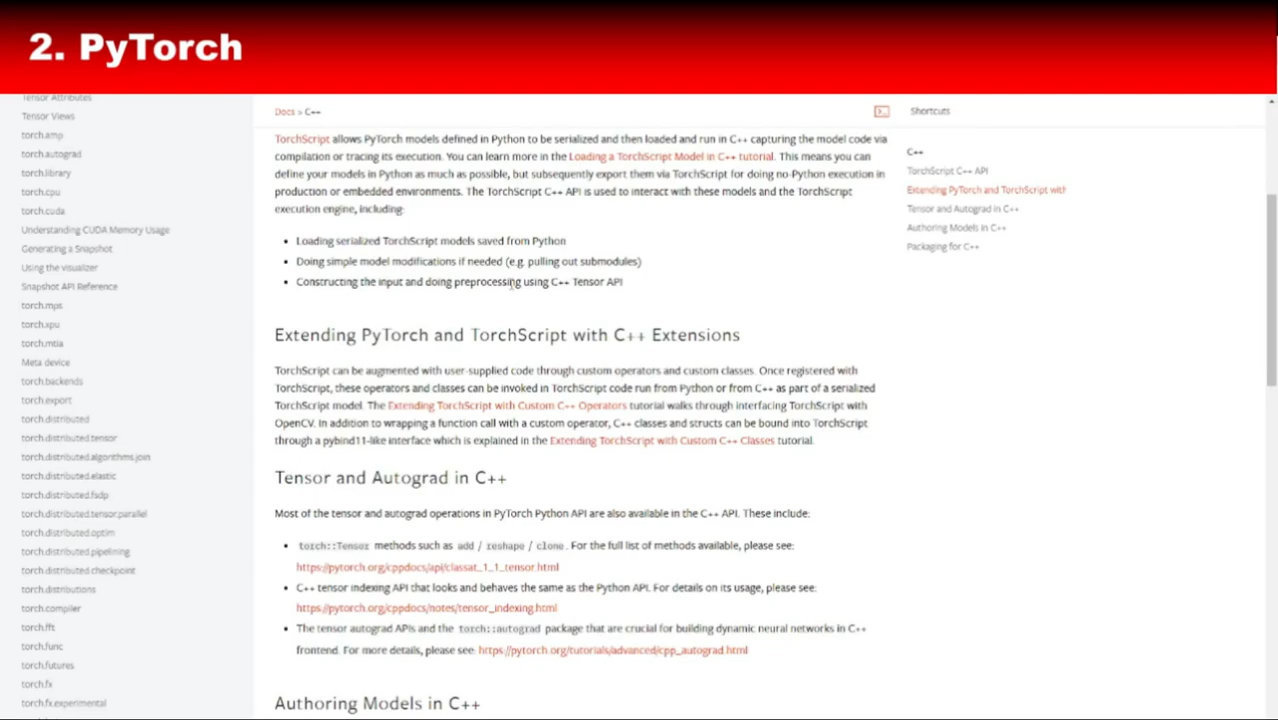 2. PyTorch
Tensor Attributes
Tensor Views
torch.amp
torch.autograd
torch.library
torch.cpu
torch.cuda
Understanding CUDA Memory Usage
Generating a Snapshot
Using the visualizer
Snapshot API Reference
torch.mps
torch.xpu
torch.mtia
Meta device
torch.backends
torch.export
torch.distributed
torch.distributed.tensor
torch.distributed.algorithms.join
torch.distributed.elastic
torch.distributed.fsdp
torch.distributed.tensor.parallel
torch.distributed.optim
torch.distributed.pipelining
torch.distributed.checkpoint
torch.distributions
torch.compiler
torch.fft
torch.func
torch.futures
torch.fx
torch.fx.experimental
Docs > C++
TorchScript allows PyTorch models defined in Python to be serialized and then loaded and run in C++ capturing the model code via
compilation or tracing its execution. You can learn more in the Loading a TorchScript Model in C++ tutorial. This means you can
define your models in Python as much as possible, but subsequently export them via TorchScript for doing no-Python execution in
production or embedded environments. The TorchScript C++ API is used to interact with these models and the TorchScript
execution engine, including:
• Loading serialized TorchScript models saved from Python
• Doing simple model modifications if needed (e.g. pulling out submodules)
• Constructing the input and doing preprocessing using C++ Tensor API
Extending PyTorch and TorchScript with C++ Extensions
TorchScript can be augmented with user-supplied code through custom operators and custom classes. Once registered with
TorchScript, these operators and classes can be invoked in TorchScript code run from Python or from C++ as part of a serialized
TorchScript model. The Extending TorchScript with Custom C++ Operators tutorial walks through interfacing TorchScript with
OpenCV. In addition to wrapping a function call with a custom operator, C++ classes and structs can be bound into TorchScript
through a pybind11-like interface which is explained in the Extending TorchScript with Custom C++ Classes tutorial.
Tensor and Autograd in C++
Most of the tensor and autograd operations in PyTorch Python API are also available in the C++ API. These include:
• torch::Tensor methods such as add / reshape / clone. For the full list of methods available, please see:
https://pytorch.org/cppdocs/api/classat_1_1_tensor.html
• C++ tensor indexing API that looks and behaves the same as the Python API. For details on its usage, please see:
https://pytorch.org/cppdocs/notes/tensor_indexing.html
• The tensor autograd APIs and the torch::autograd package that are crucial for building dynamic neural networks in C++
frontend. For more details, please see: https://pytorch.org/tutorials/advanced/cpp_autograd.html
Authoring Models in C++
Shortcuts
C++
TorchScript C++ API
Extending PyTorch and TorchScript with
Tensor and Autograd in C++
Authoring Models in C++
Packaging for C++